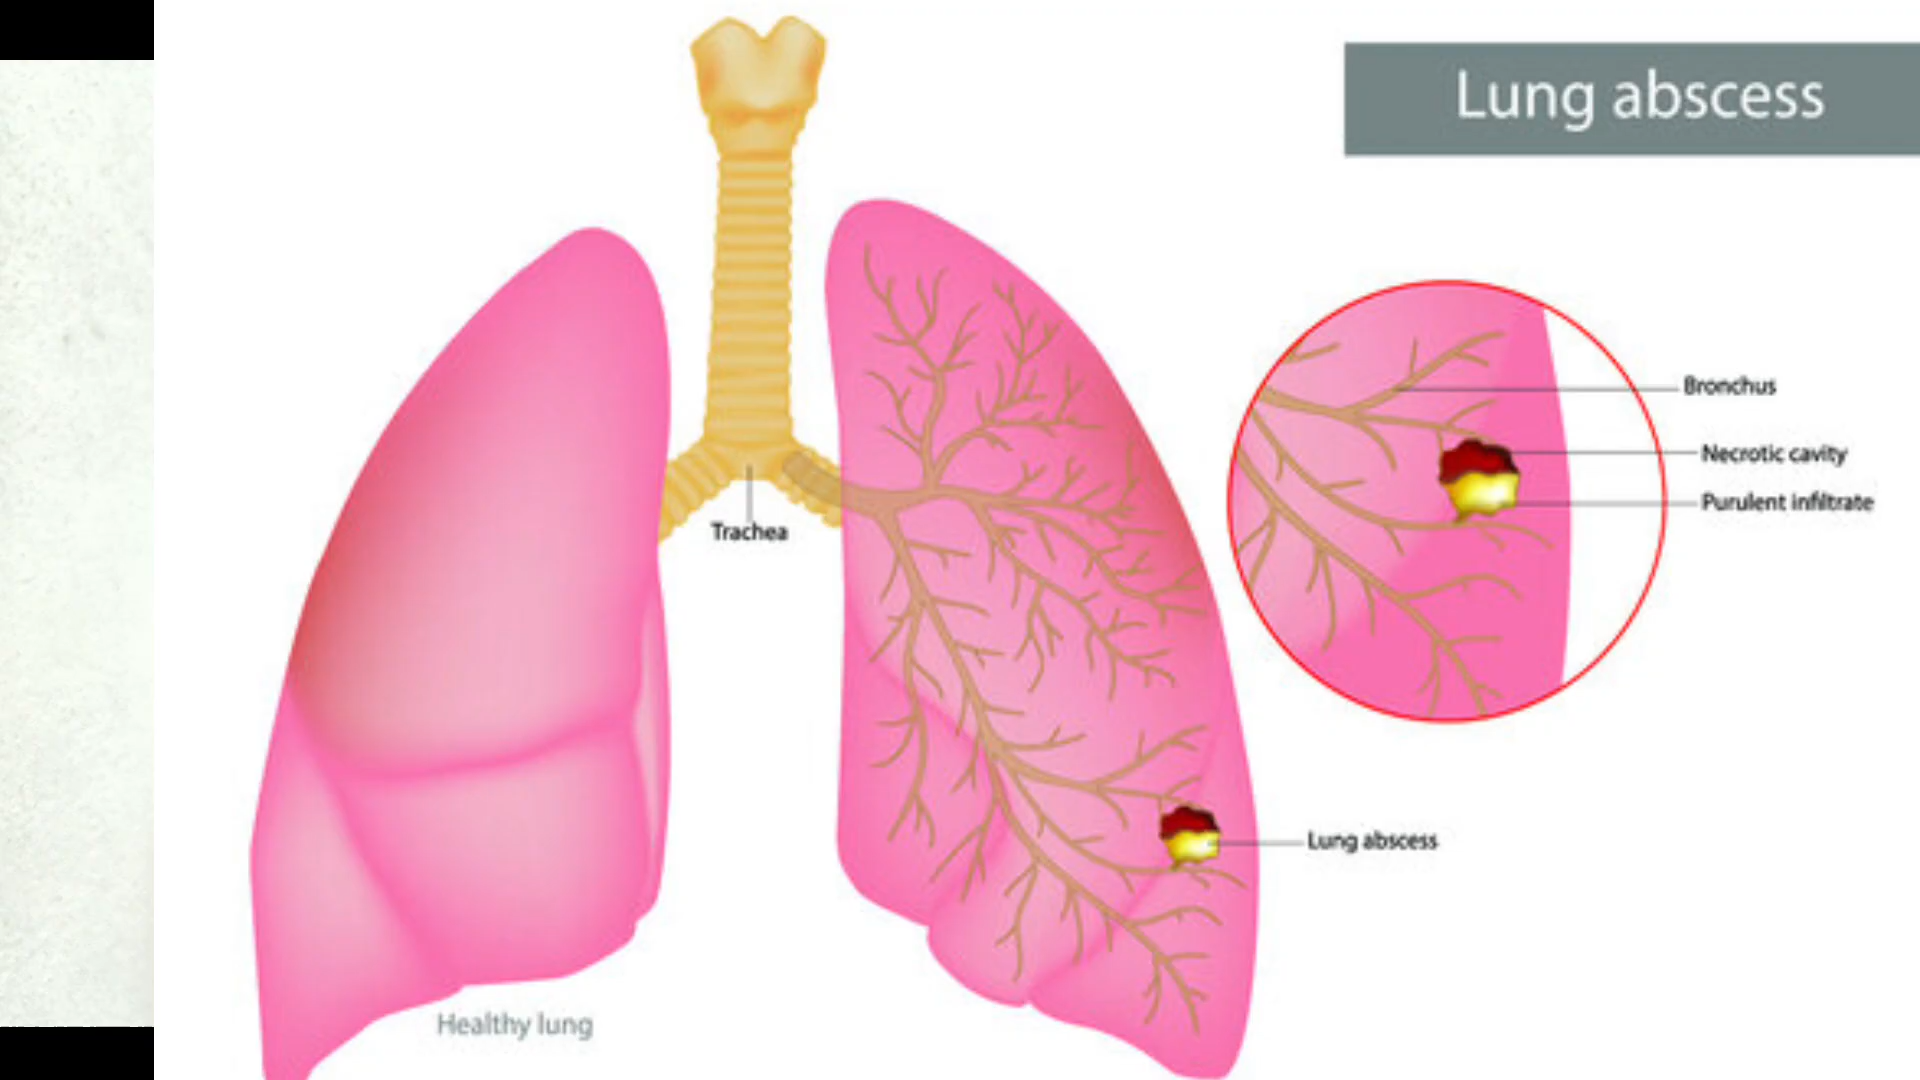 Lung abscess
Bronchus
Necrotic cavity
Purulent infiltrate
Trachea
Lung abscess
Healthy lung